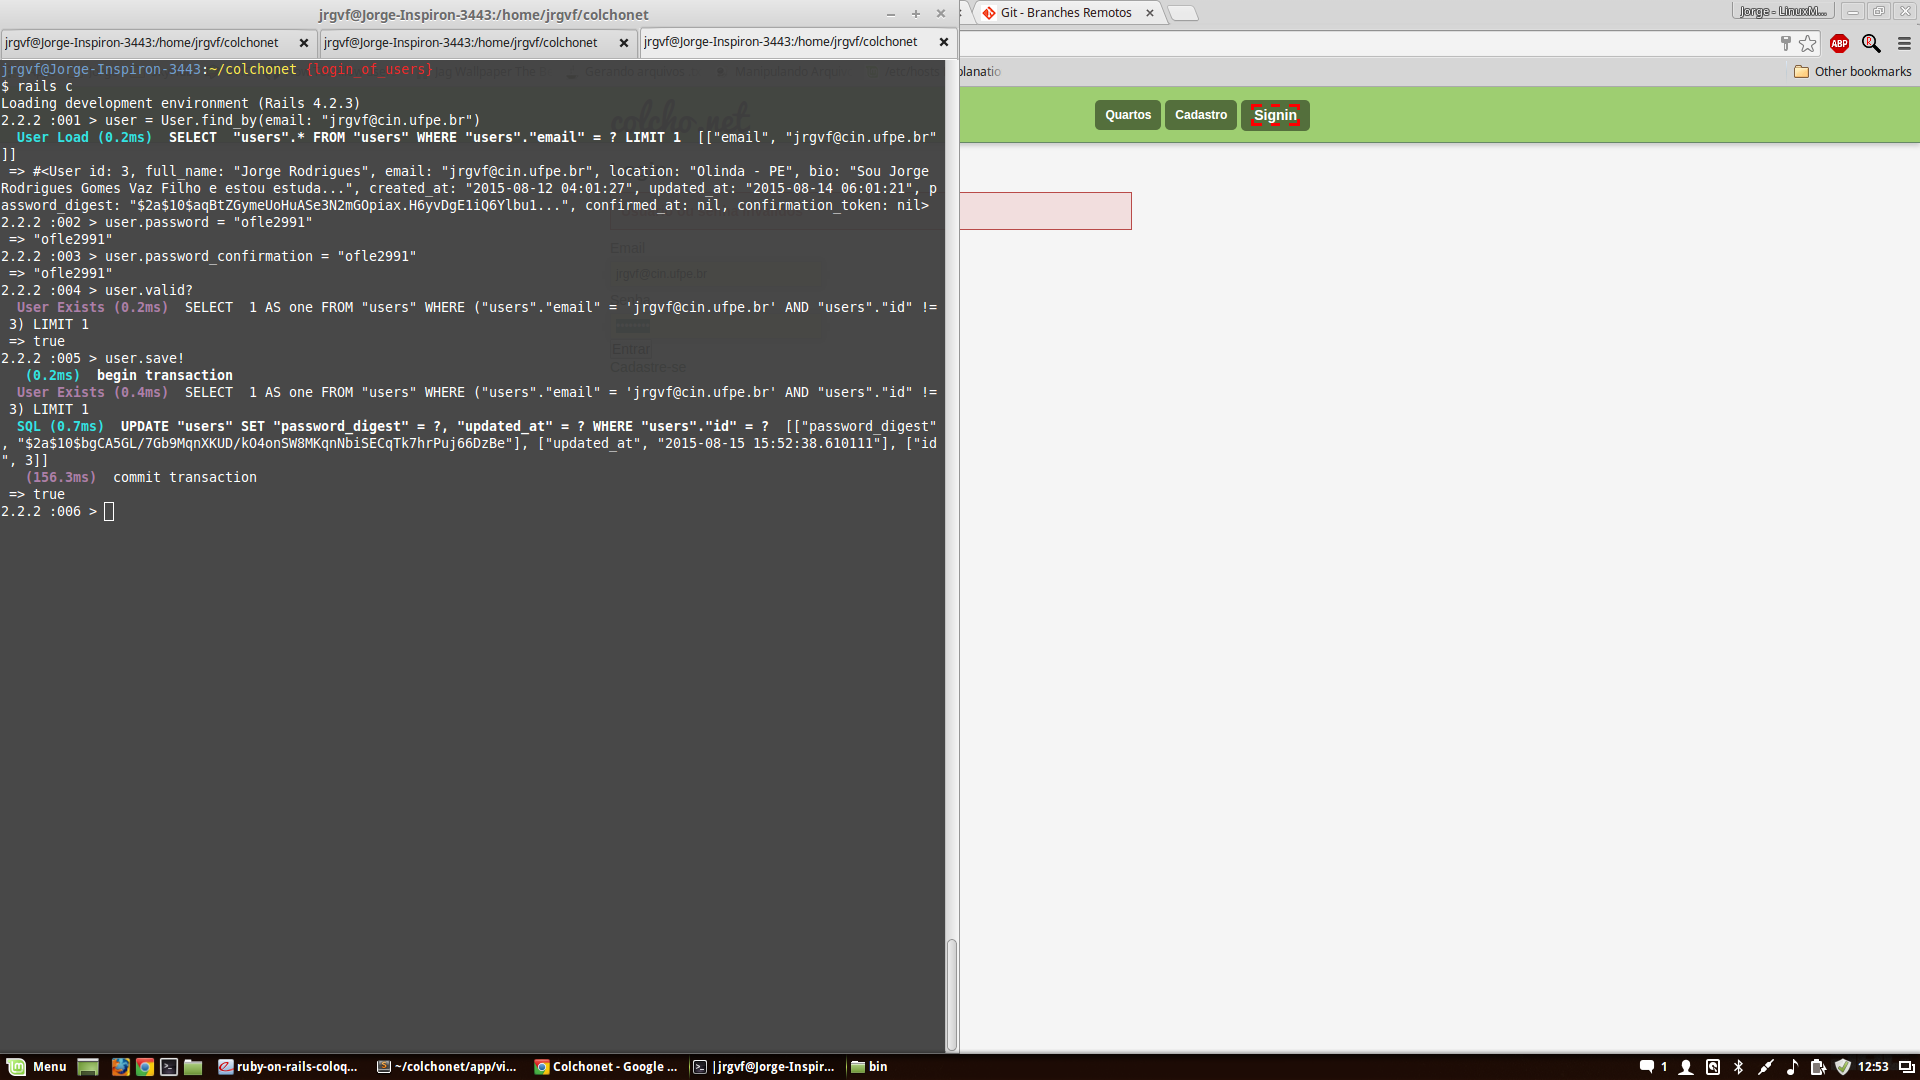 jrgvf@Jorge-Inspiron-3443:/home/jrgvf/colchonet
jrgvf@Jorge-Inspiron-3443:/home/jrgvf/colchonet
jrgvf@Jorge-Inspiron-3443:/home/jrgvf/colchonet
jrgvf@Jorge-Inspiron-3443:/home/jrgvf/colchonet
jrgvf@Jorge-Inspiron-3443:~/colchonet {login_of_users}
$ rails c
Loading development environment (Rails 4.2.3)
2.2.2 :001 > user = User.find_by(email: "jrgvf@cin.ufpe.br")
User Load (0.2ms)  SELECT  "users".* FROM "users" WHERE "users"."email" = ? LIMIT 1  [["email", "jrgvf@cin.ufpe.br"
]]
=> #<User id: 3, full_name: "Jorge Rodrigues", email: "jrgvf@cin.ufpe.br", location: "Olinda - PE", bio: "Sou Jorge
Rodrigues Gomes Vaz Filho e estou estuda...", created_at: "2015-08-12 04:01:27", updated_at: "2015-08-14 06:01:21", p
assword_digest: "$2a$10$aqBtZGymeUoHuASe3N2mGOpiax.H6yvDgE1iQ6Ylbu1...", confirmed_at: nil, confirmation_token: nil>
2.2.2 :002 > user.password = "ofle2991"
=> "ofle2991"
2.2.2 :003 > user.password_confirmation = "ofle2991"
=> "ofle2991"
2.2.2 :004 > user.valid?
User Exists (0.2ms)  SELECT  1 AS one FROM "users" WHERE ("users"."email" = 'jrgvf@cin.ufpe.br' AND "users"."id" !=
3) LIMIT 1
=> true
2.2.2 :005 > user.save!
(0.2ms)  begin transaction
User Exists (0.4ms)  SELECT  1 AS one FROM "users" WHERE ("users"."email" = 'jrgvf@cin.ufpe.br' AND "users"."id" !=
3) LIMIT 1
SQL (0.7ms)  UPDATE "users" SET "password_digest" = ?, "updated_at" = ? WHERE "users"."id" = ?  [["password_digest"
, "$2a$10$bgCA5GL/7Gb9MqnXKUD/kO4onSW8MKqnNbiSECqTk7hrPuj66DzBe"], ["updated_at", "2015-08-15 15:52:38.610111"], ["id
", 3]]
(156.3ms)  commit transaction
=> true
2.2.2 :006 >
colcho.net
Email
jrgvf@cin.ufpe.br
Entrar
Cadastre-se
Git - Branches Remotos
Jorge - LinuxM...
ABP
planatio
Other bookmarks
Quartos
Cadastro
Signin
Menu
ruby-on-rails-coloq...
~/colchonet/app/vi...
Colchonet - Google ...
|jrgvf@Jorge-Inspir...
bin
1
12:53